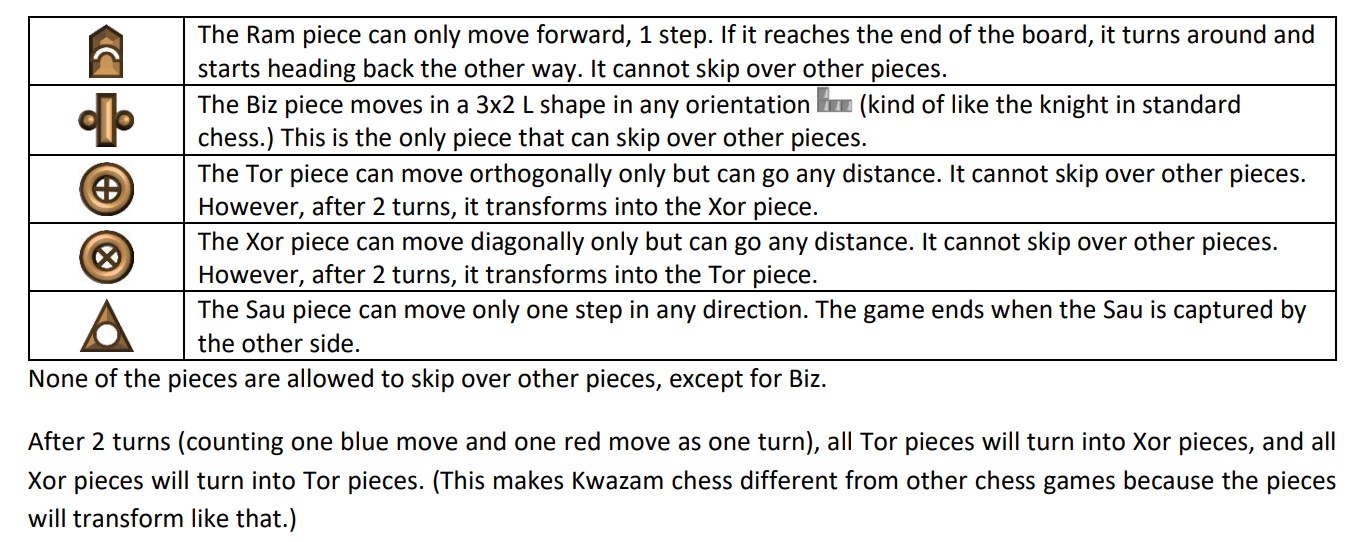 The Ram piece can only move forward, 1 step. If it reaches the end of the board, it turns around and
starts heading back the other way. It cannot skip over other pieces.
The Biz piece moves in a 3x2 L shape in any orientation (kind of like the knight in standard
chess.) This is the only piece that can skip over other pieces.
The Tor piece can move orthogonally only but can go any distance. It cannot skip over other pieces.
However, after 2 turns, it transforms into the Xor piece.
The Xor piece can move diagonally only but can go any distance. It cannot skip over other pieces.
However, after 2 turns, it transforms into the Tor piece.
The Sau piece can move only one step in any direction. The game ends when the Sau is captured by
the other side.
None of the pieces are allowed to skip over other pieces, except for Biz.
After 2 turns (counting one blue move and one red move as one turn), all Tor pieces will turn into Xor pieces, and all
Xor pieces will turn into Tor pieces. (This makes Kwazam chess different from other chess games because the pieces
will transform like that.)